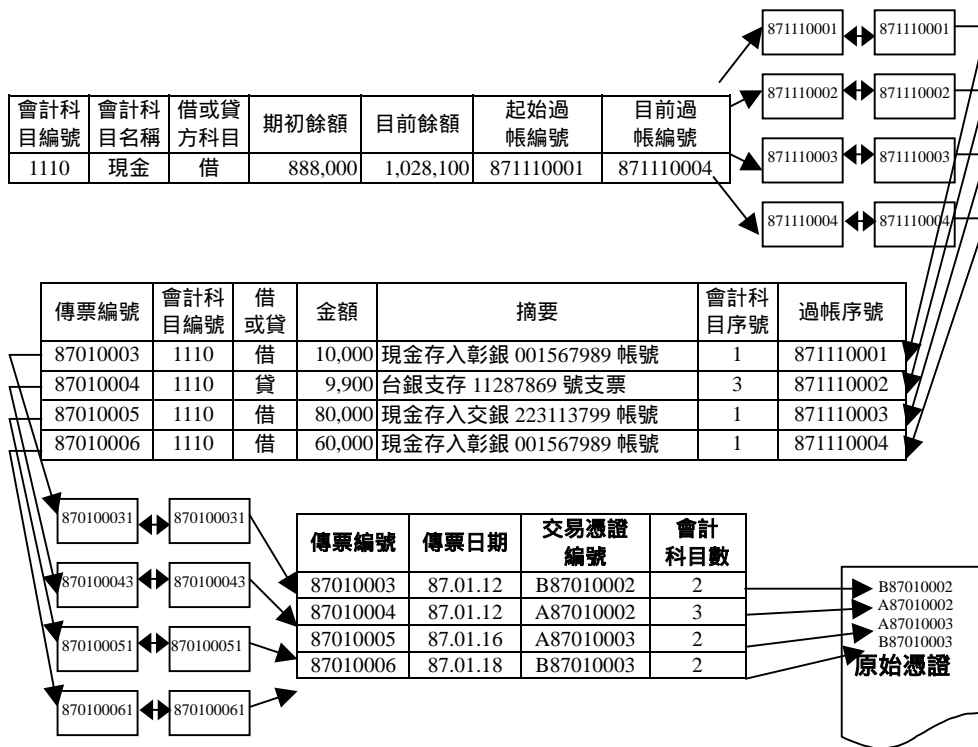 871110001 871110001
871110002 871110002
871110003 871110003
871110004 871110004
會計科目編號 會計科目名稱 借或貸方科目 期初餘額 目前餘額 起始過帳編號 目前過帳編號
1110 現金 借 888,000 1,028,100 871110001 871110004
傳票編號 會計科目編號 借或貸 金額 摘要 會計科目序號 過帳序號
87010003 1110 借 10,000 現金存入彰銀 001567989 帳號 1 871110001
87010004 1110 貸 9,900 台銀支存 11287869 號支票 3 871110002
87010005 1110 借 80,000 現金存入交銀 223113799 帳號 1 871110003
87010006 1110 借 60,000 現金存入彰銀 001567989 帳號 1 871110004
870100031 870100031
870100043 870100043
870100051 870100051
870100061 870100061
傳票編號 傳票日期 交易憑證編號 會計科目數
87010003 87.01.12 B87010002 2
87010004 87.01.12 A87010002 3
87010005 87.01.16 A87010003 2
87010006 87.01.18 B87010003 2
B87010002
A87010002
A87010003
B87010003
原始憑證